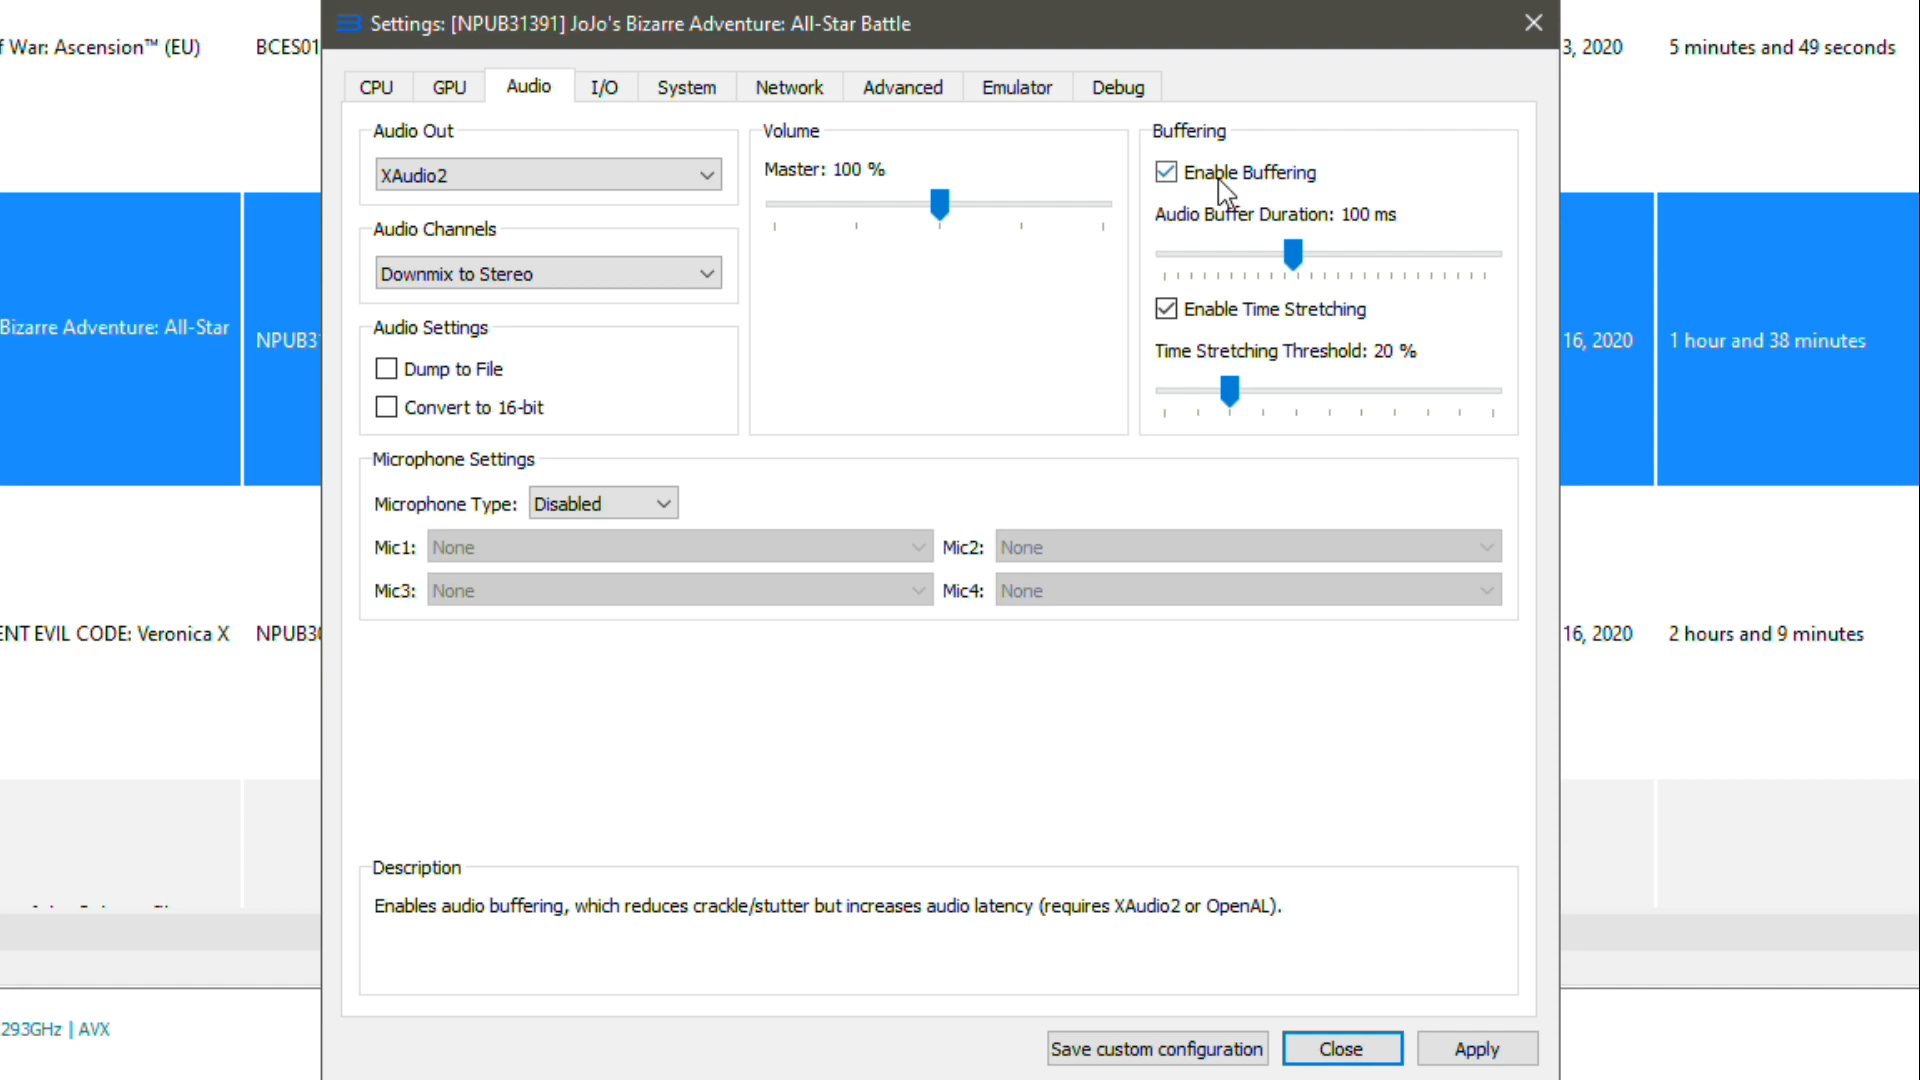 Settings: [NPUB31391] JoJo's Bizarre Adventure: All-Star Battle
f War: Ascension™ (EU)
BCES01
3, 2020
5 minutes and 49 seconds
CPU
GPU
Audio
I/O
System
Network
Advanced
Emulator
Debug
Audio Out
XAudio2
Audio Channels
Downmix to Stereo
Audio Settings
Dump to File
Convert to 16-bit
Volume
Master: 100 %
Buffering
Enable Buffering
Audio Buffer Duration: 100 ms
Enable Time Stretching
Time Stretching Threshold: 20 %
Bizarre Adventure: All-Star
NPUB3
16, 2020
1 hour and 38 minutes
Microphone Settings
Microphone Type: Disabled
Mic1: None
Mic2: None
Mic3: None
Mic4: None
ENT EVIL CODE: Veronica X
NPUB30
16, 2020
2 hours and 9 minutes
Description
Enables audio buffering, which reduces crackle/stutter but increases audio latency (requires XAudio2 or OpenAL).
293GHz | AVX
Save custom configuration
Close
Apply